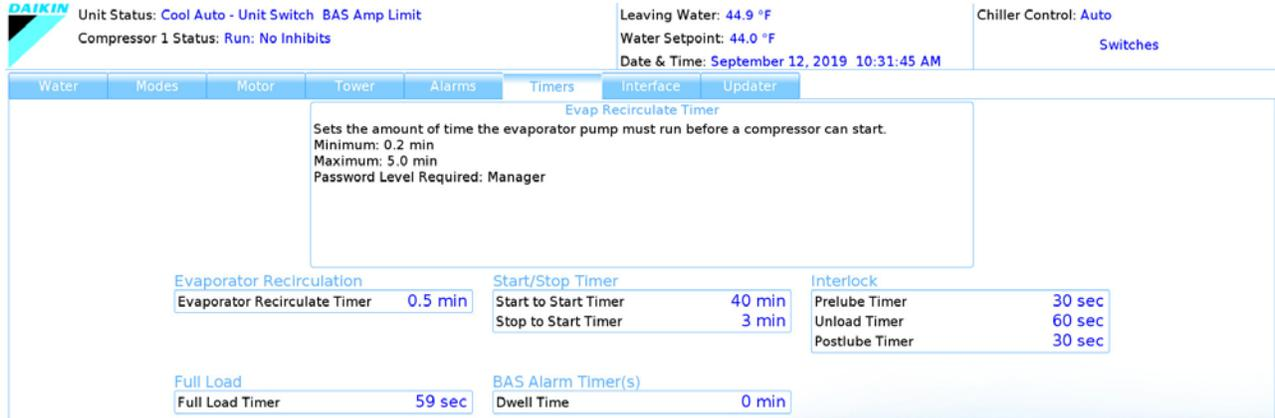 DAIKIN
Unit Status: Cool Auto - Unit Switch BAS Amp Limit
Compressor 1 Status: Run: No Inhibits
Leaving Water: 44.9 °F
Water Setpoint: 44.0 °F
Date & Time: September 12, 2019 10:31:45 AM
Chiller Control: Auto
Switches
Water Modes Motor Tower Alarms Timers Interface Updater
Evap Recirculate Timer
Sets the amount of time the evaporator pump must run before a compressor can start.
Minimum: 0.2 min
Maximum: 5.0 min
Password Level Required: Manager
Evaporator Recirculation
Evaporator Recirculate Timer 0.5 min
Start/Stop Timer
Start to Start Timer 40 min
Stop to Start Timer 3 min
Interlock
Prelube Timer 30 sec
Unload Timer 60 sec
Postlube Timer 30 sec
Full Load
Full Load Timer 59 sec
BAS Alarm Timer(s)
Dwell Time 0 min